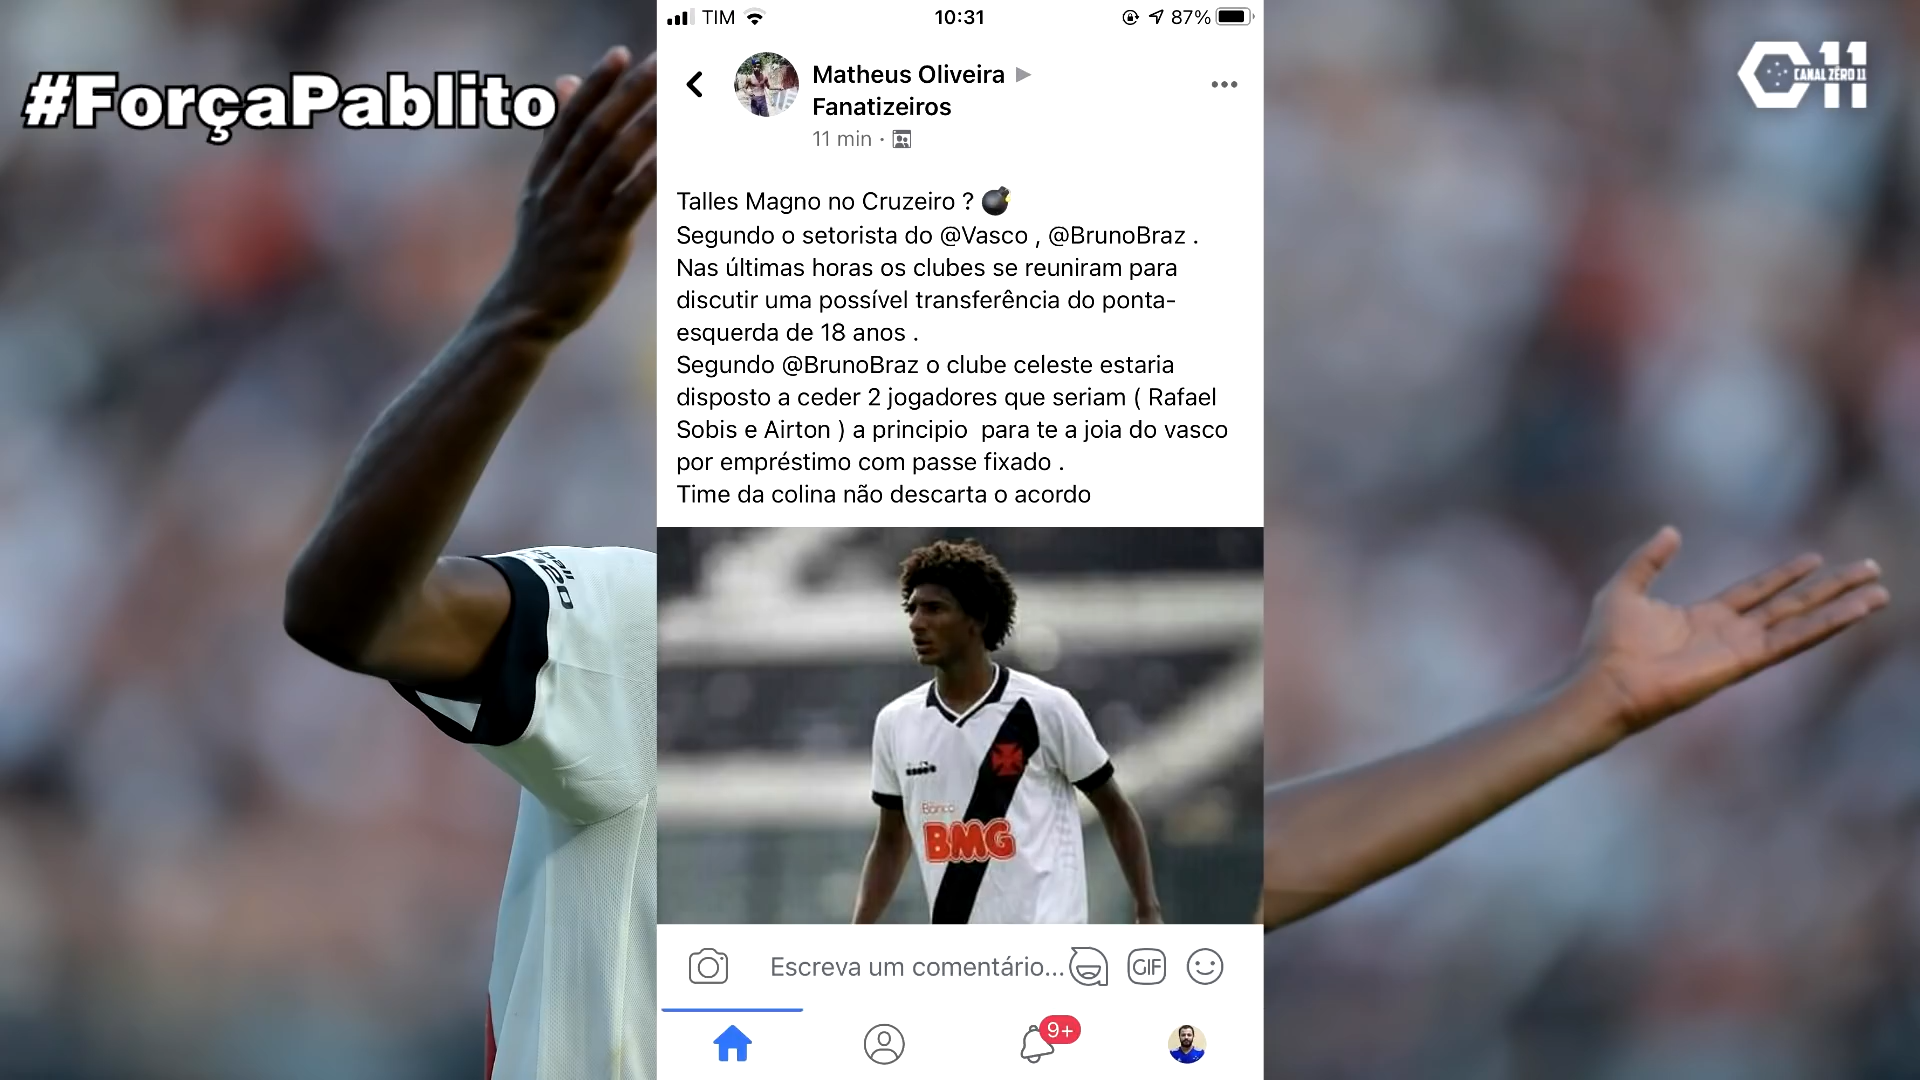 #ForçaPablito
TIM
10:31
87%
CANAL ZÊRO 11
Matheus Oliveira
Fanatizeiros
11 min ·
Talles Magno no Cruzeiro ? 💣
Segundo o setorista do @Vasco , @BrunoBraz .
Nas últimas horas os clubes se reuniram para
discutir uma possível transferência do ponta-
esquerda de 18 anos .
Segundo @BrunoBraz o clube celeste estaria
disposto a ceder 2 jogadores que seriam ( Rafael
Sobis e Airton ) a principio  para te a joia do vasco
por empréstimo com passe fixado .
Time da colina não descarta o acordo
Banco
BMG
Escreva um comentário...
GIF
9+